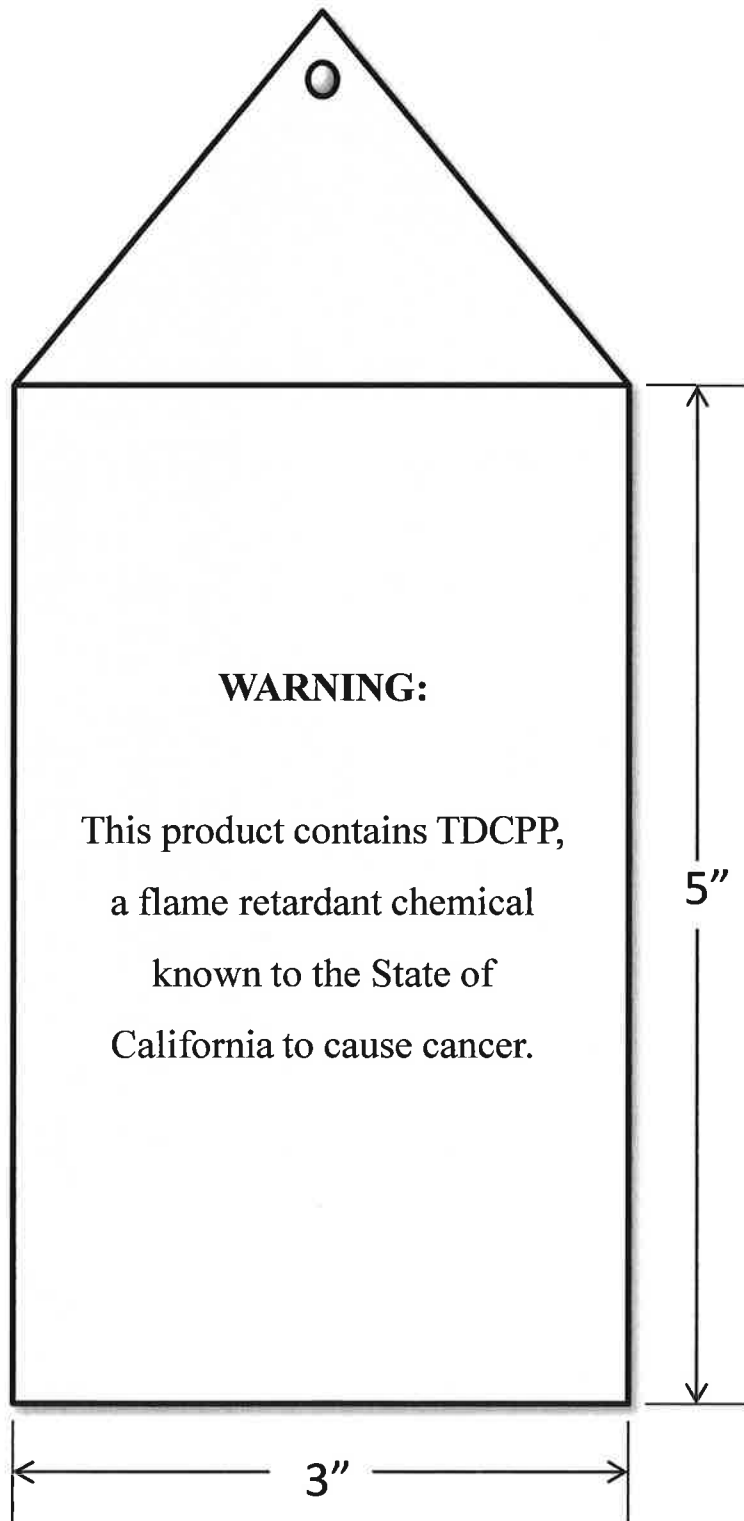 WARNING:
This product contains TDCPP,
a flame retardant chemical
known to the State of
California to cause cancer.
5”
3”